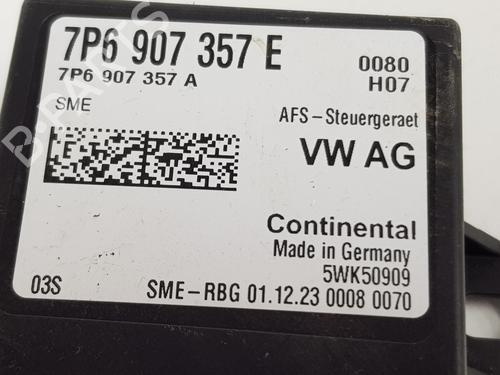 7P6 907 357 E
0080
7P6 907 357 A
H07
SME
AFS-Steuergeraet
VW AG
Continental
Made in Germany
5WK50909
03S
SME-RBG 01.12.23 0008 0070
B-PARTS